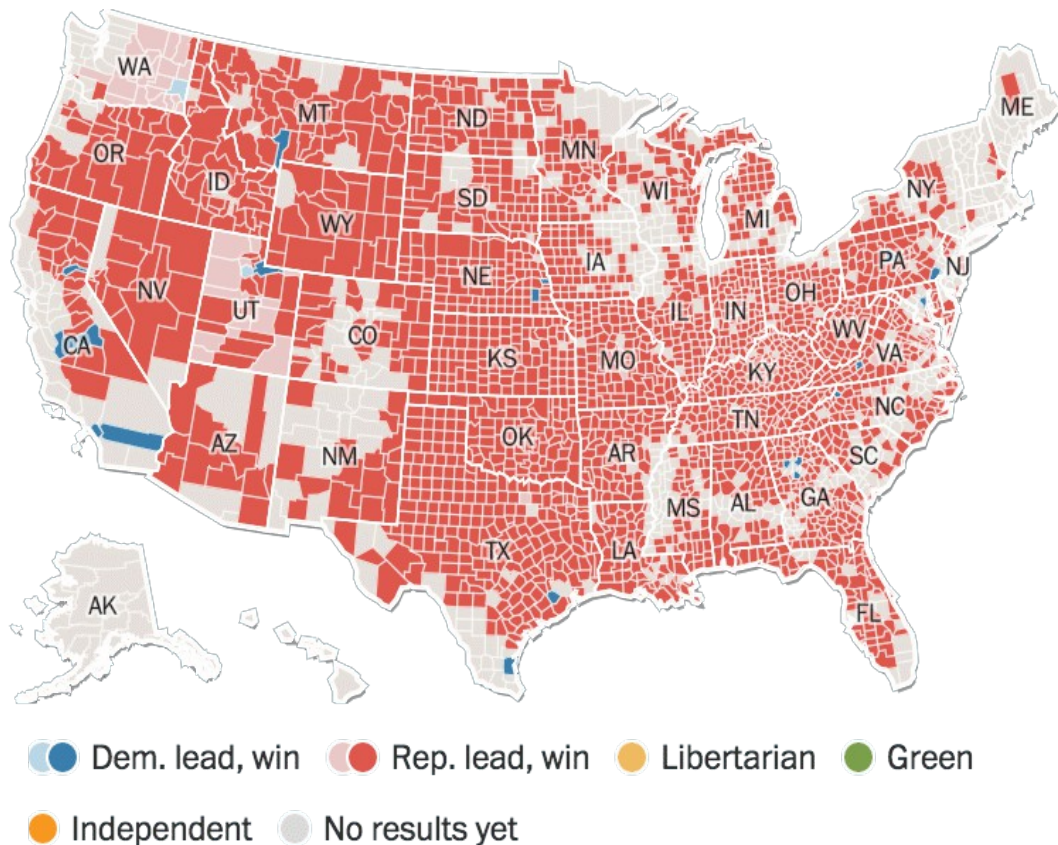 WA
MT
ND
ME
OR
MN
ID
SD
WI
NY
WY
MI
NE
IA
PA
NJ
NV
UT
IL
IN
OH
CO
WV
CA
KS
MO
VA
KY
NC
TN
AZ
NM
OK
AR
SC
MS
AL
GA
TX
LA
AK
FL
Dem. lead, win Rep. lead, win Libertarian Green
Independent No results yet